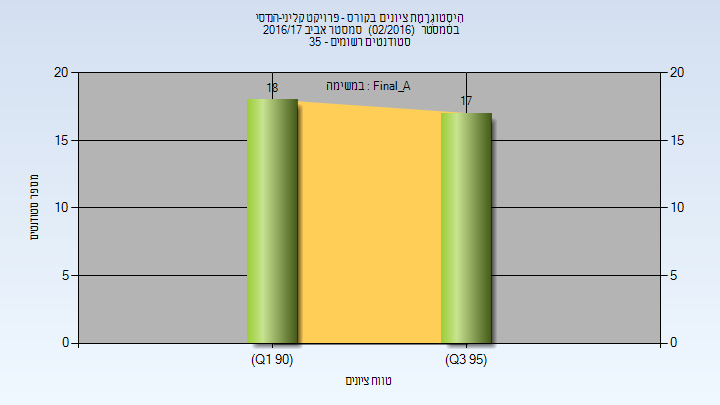 היסטוגרמת ציונים בקורס - פרויקט קליני-הנדסי
בסמסטר (02/2016) סמסטר אביב 2016/17
סטודנטים רשומים - 35
במשימה : Final_A
20
15
10
5
0
20
15
10
5
0
18
17
מספר סטודנטים
(Q1 90)
(Q3 95)
טווח ציונים